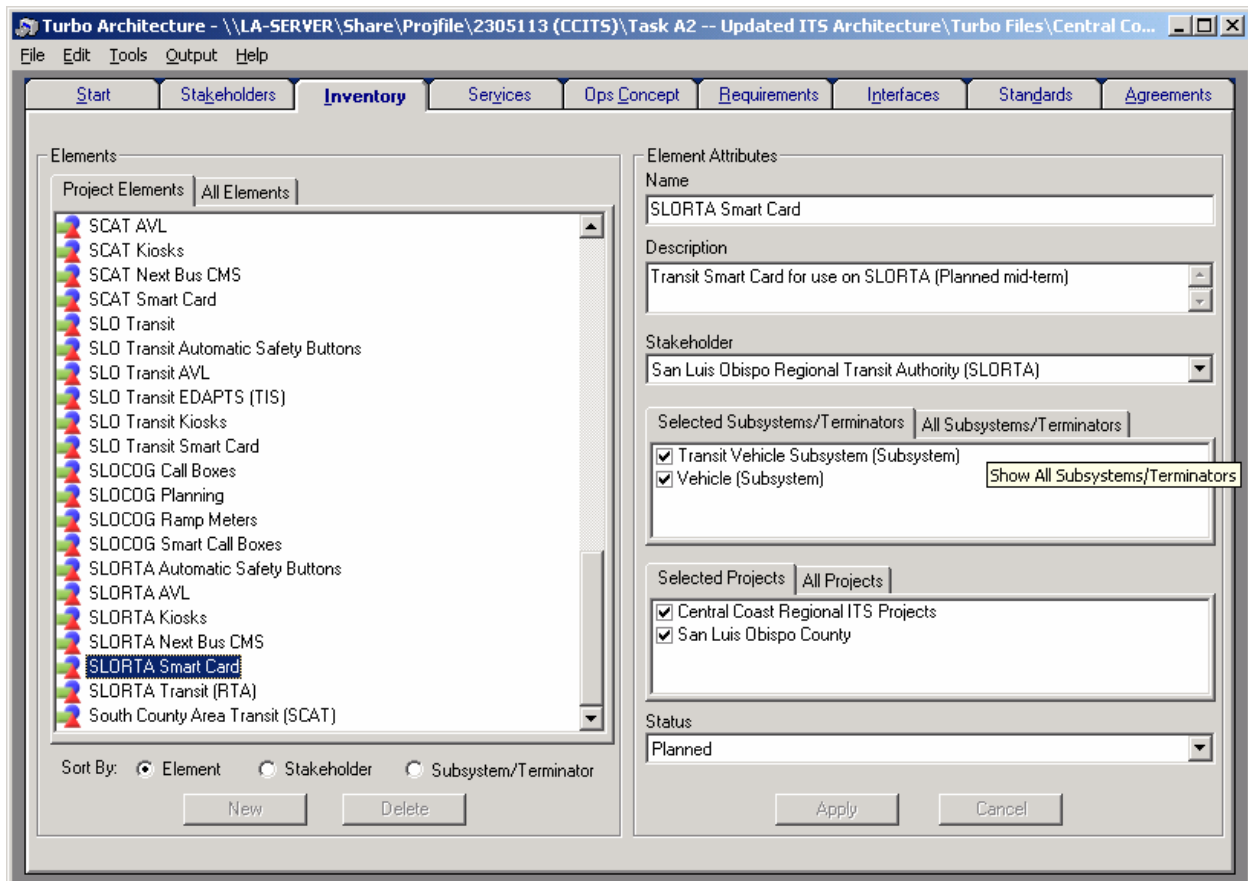 Turbo Architecture - \\LA-SERVER\Share\Projfile\2305113 (CCITS)\Task A2 -- Updated ITS Architecture\Turbo Files\Central Co...
File Edit Tools Output Help
Start Stakeholders Inventory Services Ops Concept Requirements Interfaces Standards Agreements
Elements
Project Elements All Elements
SCAT AVL
SCAT Kiosks
SCAT Next Bus CMS
SCAT Smart Card
SLO Transit
SLO Transit Automatic Safety Buttons
SLO Transit AVL
SLO Transit EDAPTS (TIS)
SLO Transit Kiosks
SLO Transit Smart Card
SLOCOG Call Boxes
SLOCOG Planning
SLOCOG Ramp Meters
SLOCOG Smart Call Boxes
SLORTA Automatic Safety Buttons
SLORTA AVL
SLORTA Kiosks
SLORTA Next Bus CMS
SLORTA Smart Card
SLORTA Transit (RTA)
South County Area Transit (SCAT)
Sort By: Element Stakeholder Subsystem/Terminator
New Delete
Element Attributes
Name
SLORTA Smart Card
Description
Transit Smart Card for use on SLORTA (Planned mid-term)
Stakeholder
San Luis Obispo Regional Transit Authority (SLORTA)
Selected Subsystems/Terminators All Subsystems/Terminators
Transit Vehicle Subsystem (Subsystem)
Vehicle (Subsystem)
Show All Subsystems/Terminators
Selected Projects All Projects
Central Coast Regional ITS Projects
San Luis Obispo County
Status
Planned
Apply Cancel